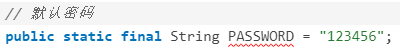 // 默认密码
public static final String PASSWORD = "123456";